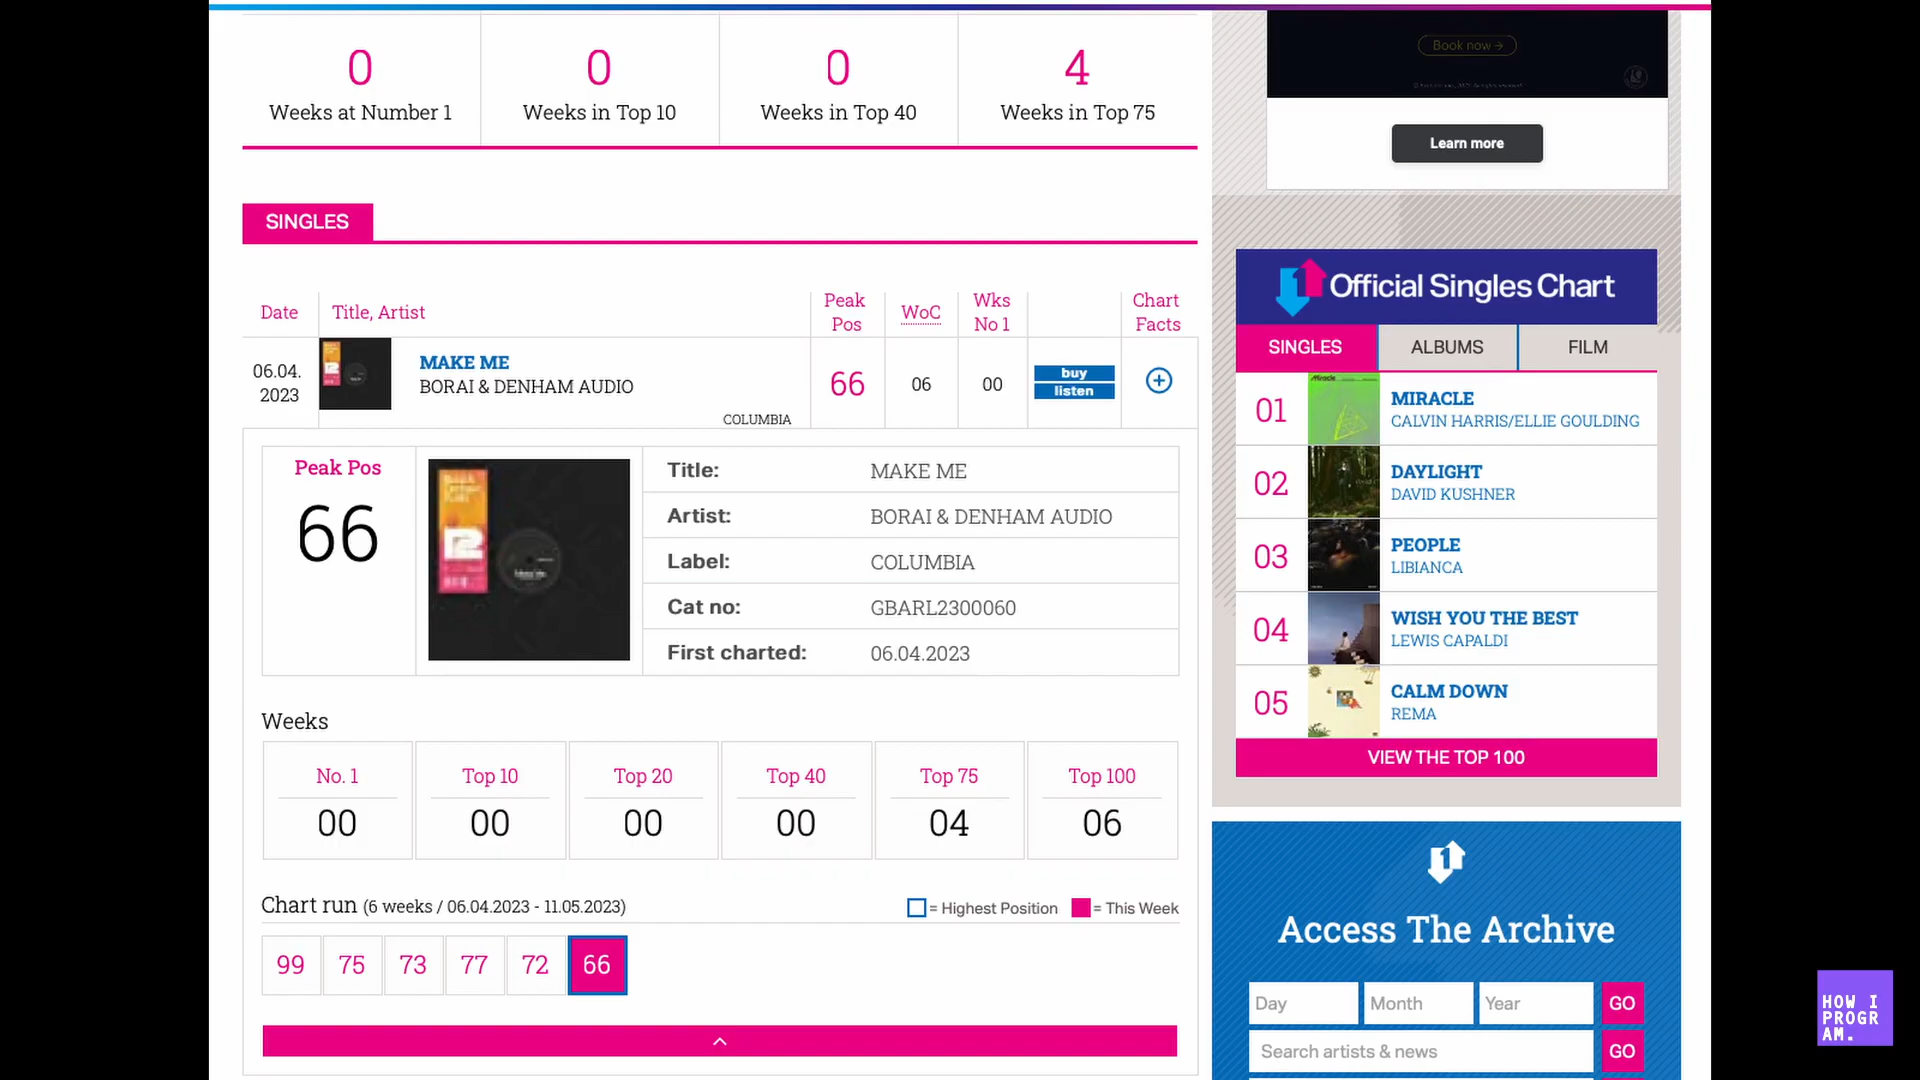 0
Weeks at Number 1
0
Weeks in Top 10
0
Weeks in Top 40
4
Weeks in Top 75
SINGLES
Date
Title, Artist
Peak
Pos
WoC
Wks
No 1
Chart
Facts
06.04.
2023
MAKE ME
BORAI & DENHAM AUDIO
COLUMBIA
66
06
00
buy
listen
Peak Pos
66
Title: MAKE ME
Artist: BORAI & DENHAM AUDIO
Label: COLUMBIA
Cat no: GBARL2300060
First charted: 06.04.2023
Weeks
No. 1
00
Top 10
00
Top 20
00
Top 40
00
Top 75
04
Top 100
06
Chart run (6 weeks / 06.04.2023 - 11.05.2023)
= Highest Position
= This Week
99 75 73 77 72 66
Book now →
Learn more
Official Singles Chart
SINGLES ALBUMS FILM
01
MIRACLE
CALVIN HARRIS/ELLIE GOULDING
02
DAYLIGHT
DAVID KUSHNER
03
PEOPLE
LIBIANCA
04
WISH YOU THE BEST
LEWIS CAPALDI
05
CALM DOWN
REMA
VIEW THE TOP 100
Access The Archive
Day Month Year GO
Search artists & news GO
HOW I
PROGR
AM.